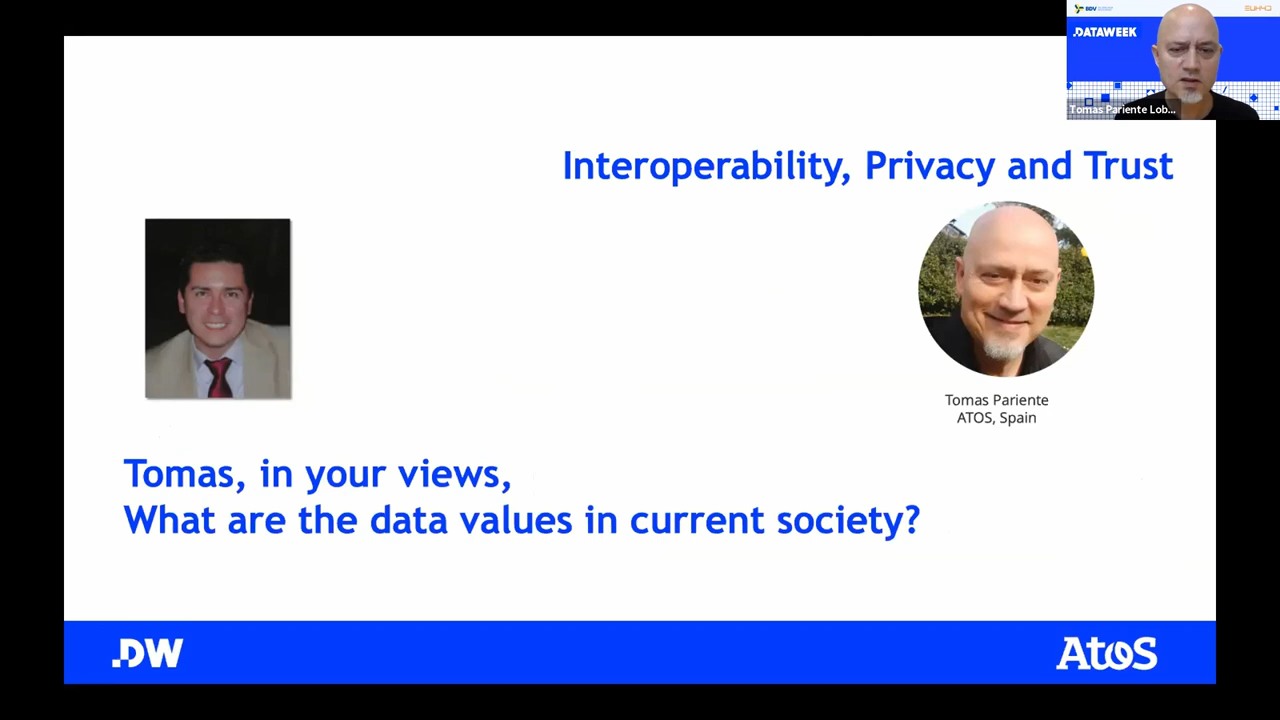 BDV
.DATAWEEK
Tomas Pariente Lob...
Interoperability, Privacy and Trust
Tomas Pariente
ATOS, Spain
Tomas, in your views,
What are the data values in current society?
.DW
Atos